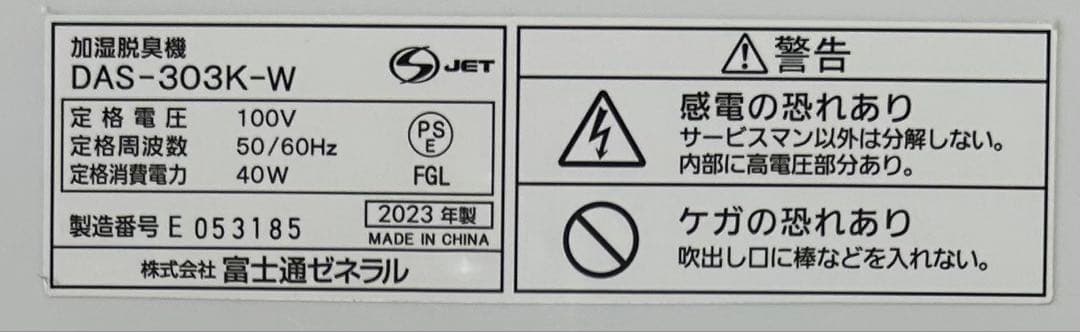 加湿脱臭機
DAS-303K-W
S JET
定格電圧 100V
定格周波数 50/60Hz
定格消費電力 40W
PS
E
FGL
製造番号 E 053185
2023 年製
MADE IN CHINA
株式会社 富士通ゼネラル
警告
感電の恐れあり
サービスマン以外は分解しない。
内部に高電圧部分あり。
ケガの恐れあり
吹出し口に棒などを入れない。